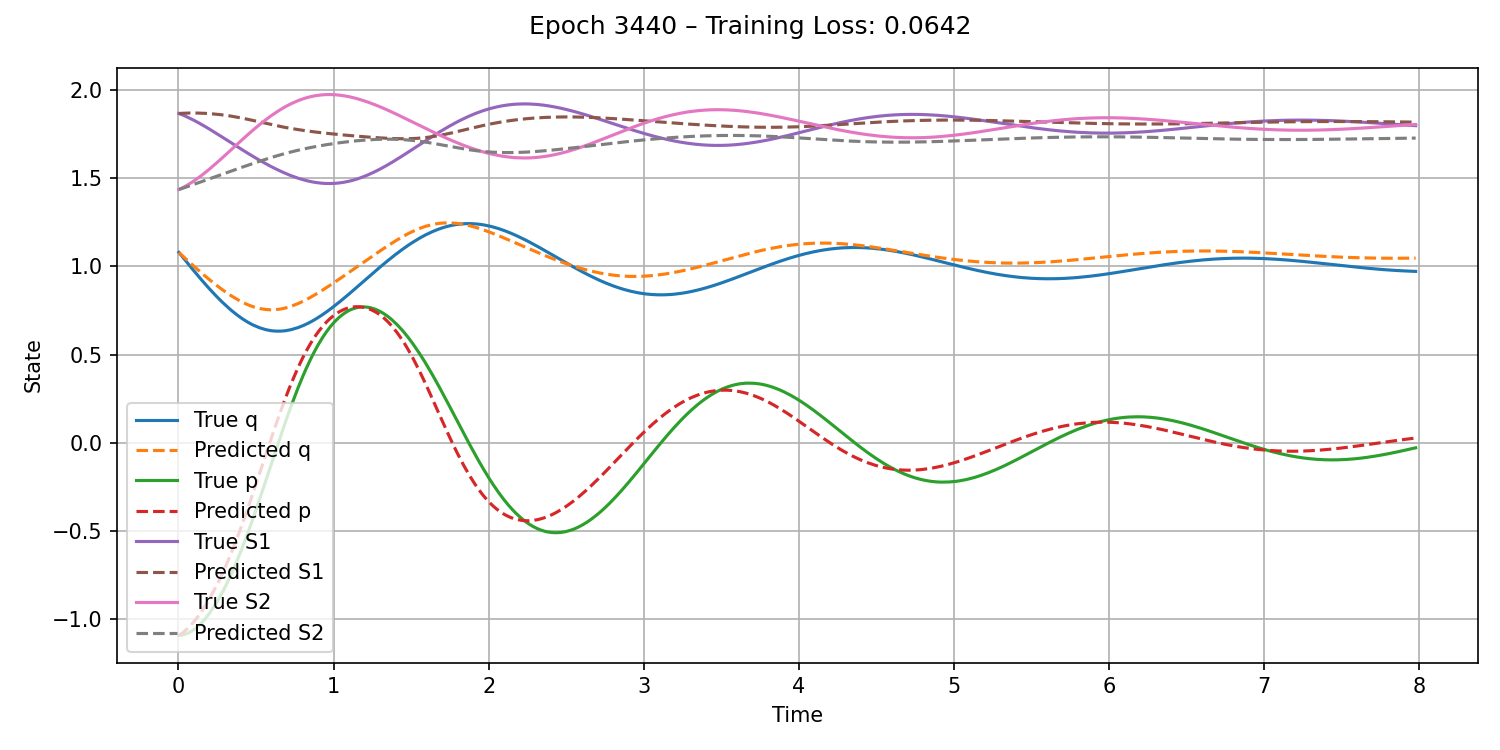 Epoch 3440 – Training Loss: 0.0642
2.0
1.5
1.0
0.5
0.0
−0.5
−1.0
State
True q
Predicted q
True p
Predicted p
True S1
Predicted S1
True S2
Predicted S2
0 1 2 3 4 5 6 7 8
Time